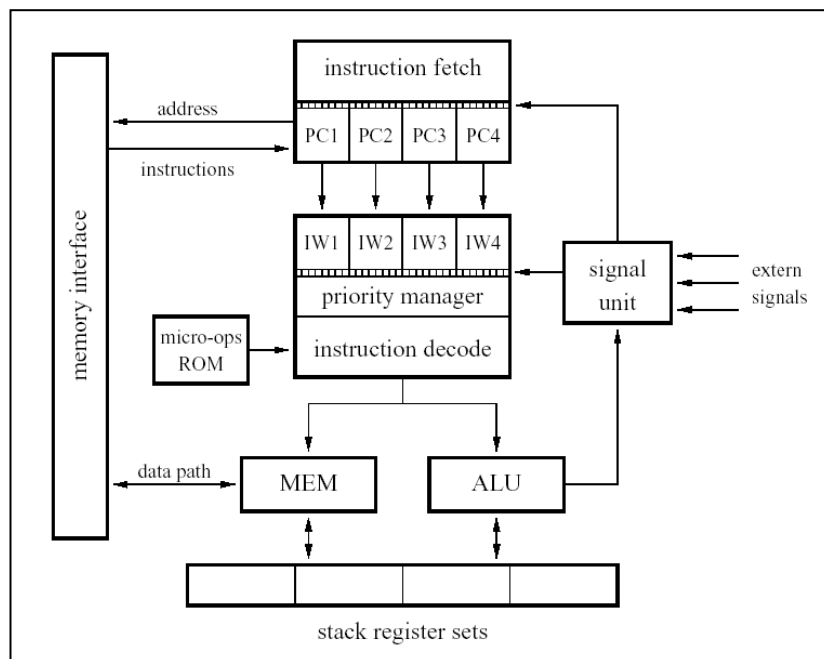 instruction fetch
address
PC1 PC2 PC3 PC4
instructions
IW1 IW2 IW3 IW4
memory interface
signal
unit
extern
signals
priority manager
micro-ops
ROM
instruction decode
data path
MEM
ALU
stack register sets